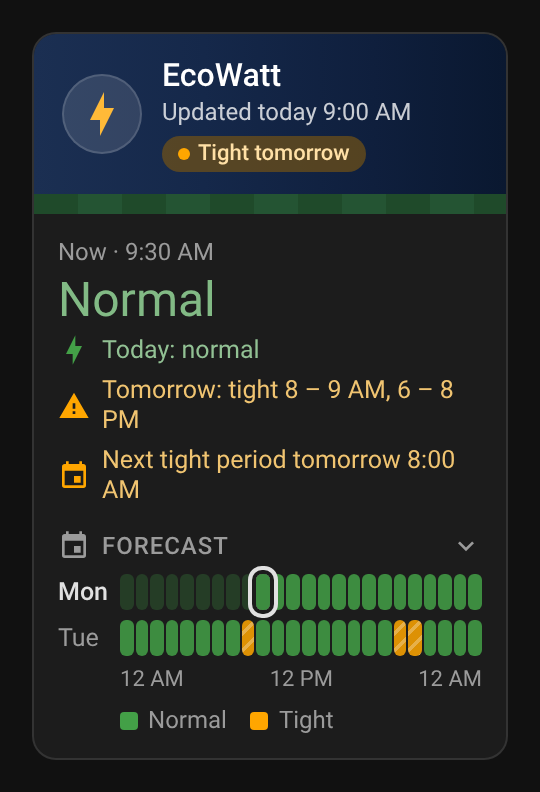 EcoWatt
Updated today 9:00 AM
Tight tomorrow
Now · 9:30 AM
Normal
Today: normal
Tomorrow: tight 8 – 9 AM, 6 – 8
PM
Next tight period tomorrow 8:00
AM
FORECAST
Mon
Tue
12 AM 12 PM 12 AM
Normal Tight